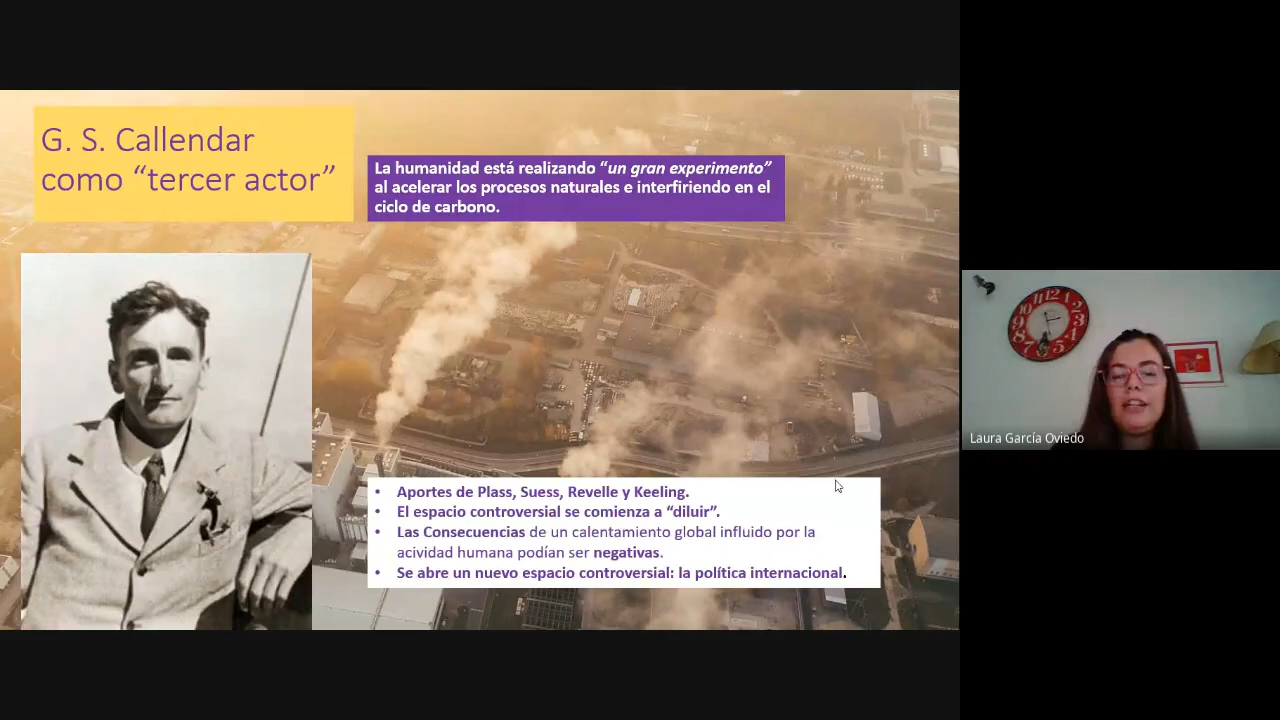 G. S. Callendar
como “tercer actor”
La humanidad está realizando “un gran experimento”
al acelerar los procesos naturales e interfiriendo en el
ciclo de carbono.
• Aportes de Plass, Suess, Revelle y Keeling.
• El espacio controversial se comienza a “diluir”.
• Las Consecuencias de un calentamiento global influido por la
acividad humana podían ser negativas.
• Se abre un nuevo espacio controversial: la política internacional.
Laura García Oviedo